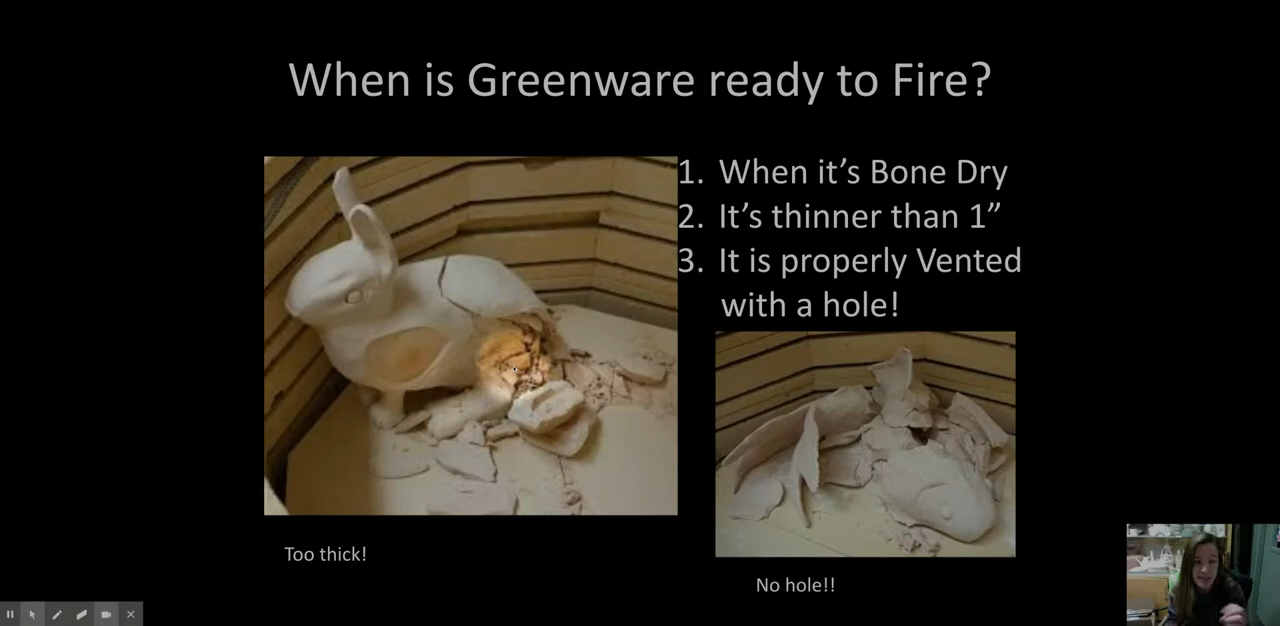 When is Greenware ready to Fire?
1. When it's Bone Dry
2. It's thinner than 1”
3. It is properly Vented
with a hole!
Too thick!
No hole!!